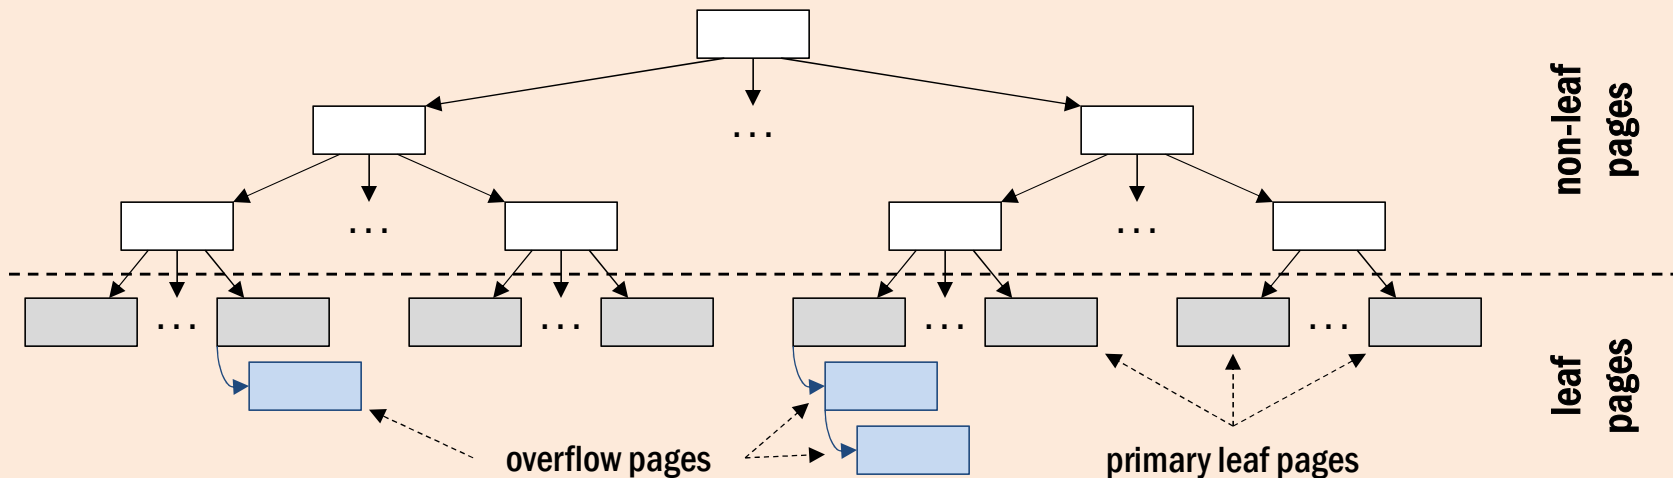 ...
non-leaf
pages
... ...
... ... ... ...
leaf
pages
overflow pages
primary leaf pages